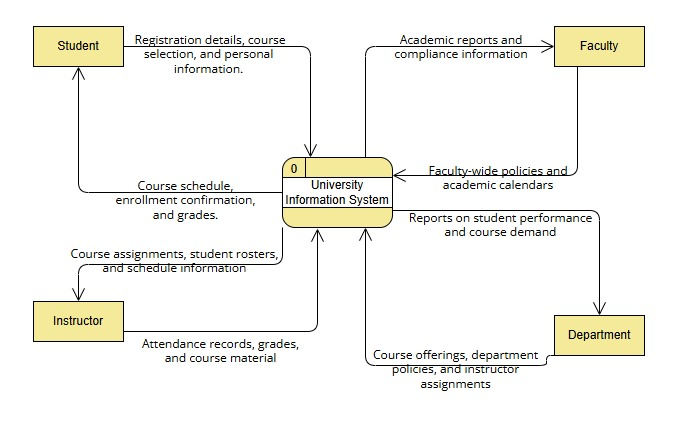 Student
Registration details, course
selection, and personal
information.
Academic reports and
compliance information
Faculty
0
University
Information System
Faculty-wide policies and
academic calendars
Course schedule,
enrollment confirmation,
and grades.
Reports on student performance
and course demand
Course assignments, student rosters,
and schedule information
Instructor
Attendance records, grades,
and course material
Department
Course offerings, department
policies, and instructor
assignments